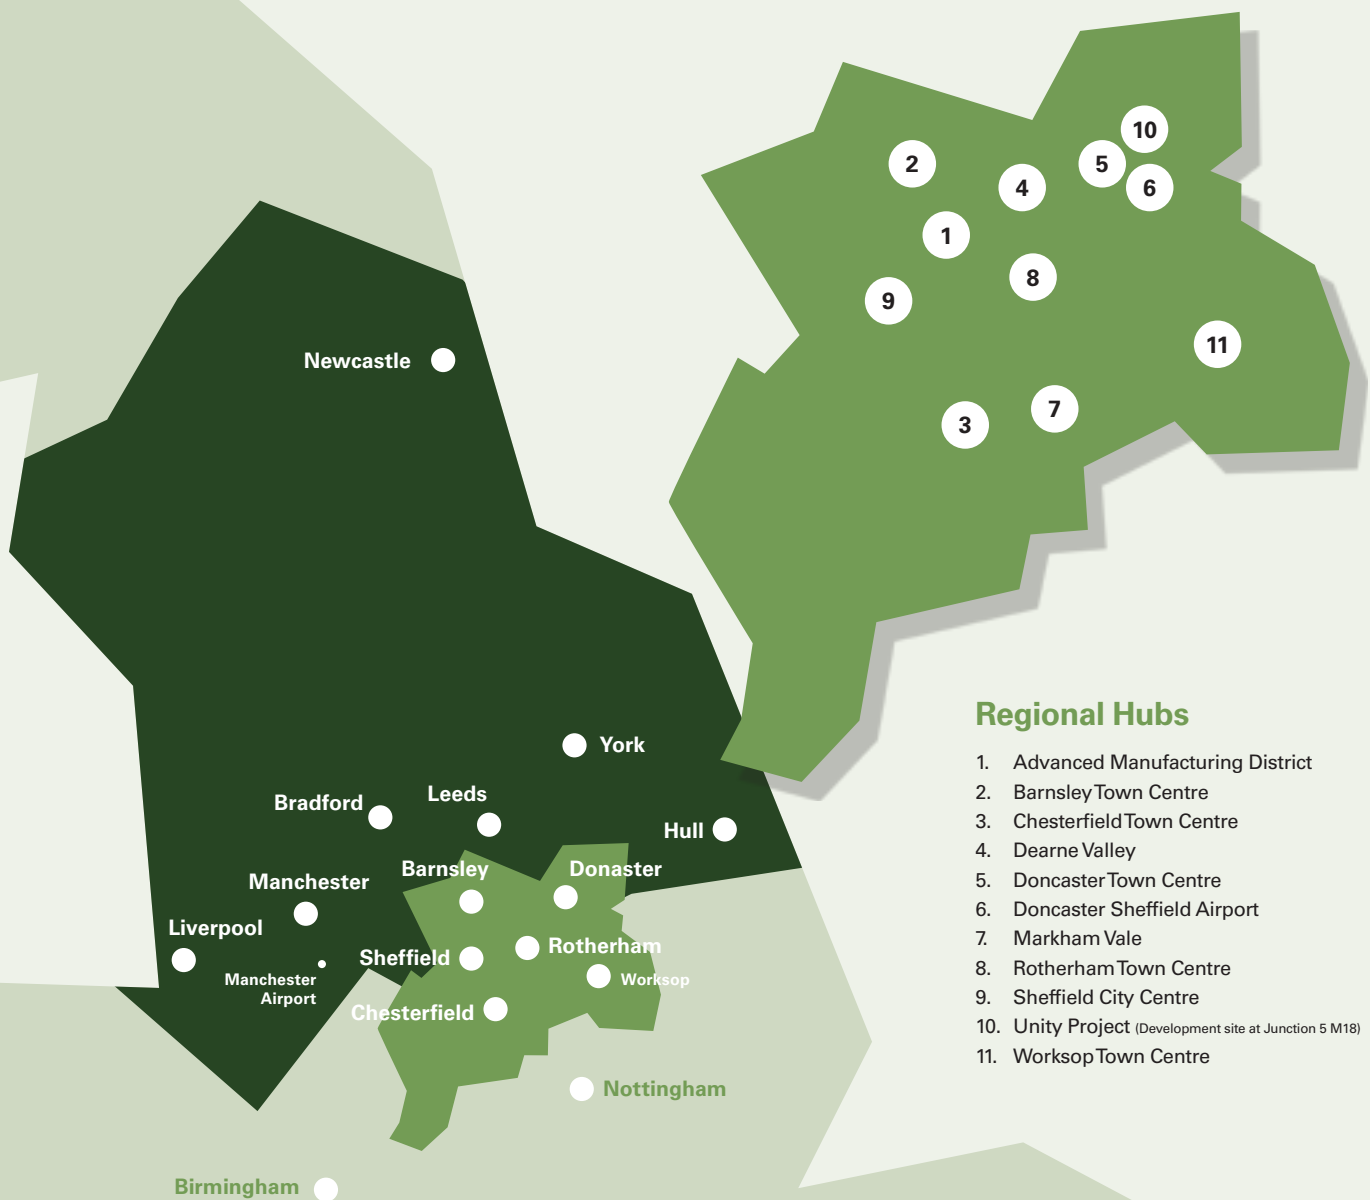 10
2
5
4
6
1
8
9
11
7
3
Newcastle
York
Leeds
Bradford
Hull
Barnsley
Donaster
Manchester
Liverpool
Rotherham
Sheffield
Worksop
Manchester
Airport
Chesterfield
Nottingham
Birmingham
Regional Hubs
1. Advanced Manufacturing District
2. Barnsley Town Centre
3. Chesterfield Town Centre
4. Dearne Valley
5. Doncaster Town Centre
6. Doncaster Sheffield Airport
7. Markham Vale
8. Rotherham Town Centre
9. Sheffield City Centre
10. Unity Project (Development site at Junction 5 M18)
11. Worksop Town Centre